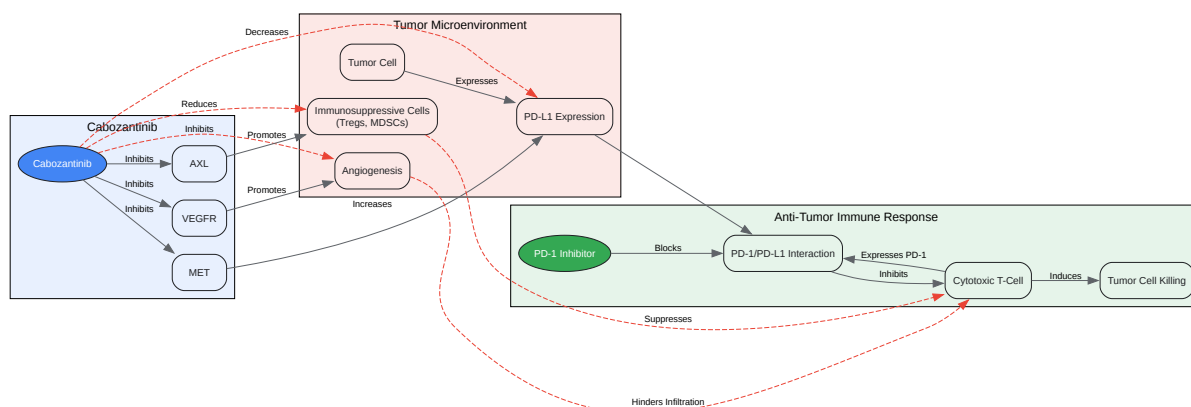 Tumor Microenvironment
Decreases
Tumor Cell
Expresses
Reduces
Immunosuppressive Cells
(Tregs, MDSCs)
PD-L1 Expression
Cabozantinib
Inhibits
Promotes
Cabozantinib
Inhibits
AXL
Angiogenesis
Inhibits
Promotes
VEGFR
Inhibits
Increases
Anti-Tumor Immune Response
MET
PD-1 Inhibitor
Blocks
PD-1/PD-L1 Interaction
Expresses PD-1
Inhibits
Cytotoxic T-Cell
Induces
Tumor Cell Killing
Suppresses
Hinders Infiltration